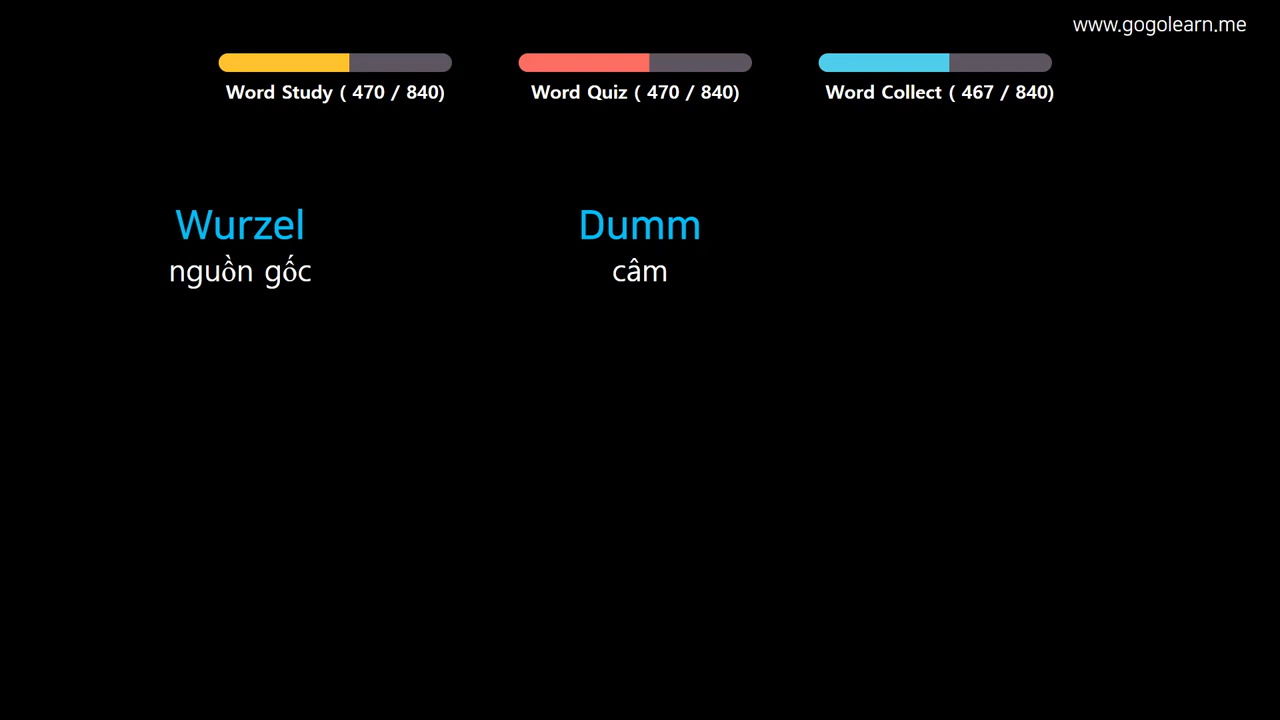 www.gogolearn.me
Word Study ( 470 / 840)
Word Quiz ( 470 / 840)
Word Collect ( 467 / 840)
Wurzel
nguồn gốc
Dumm
câm